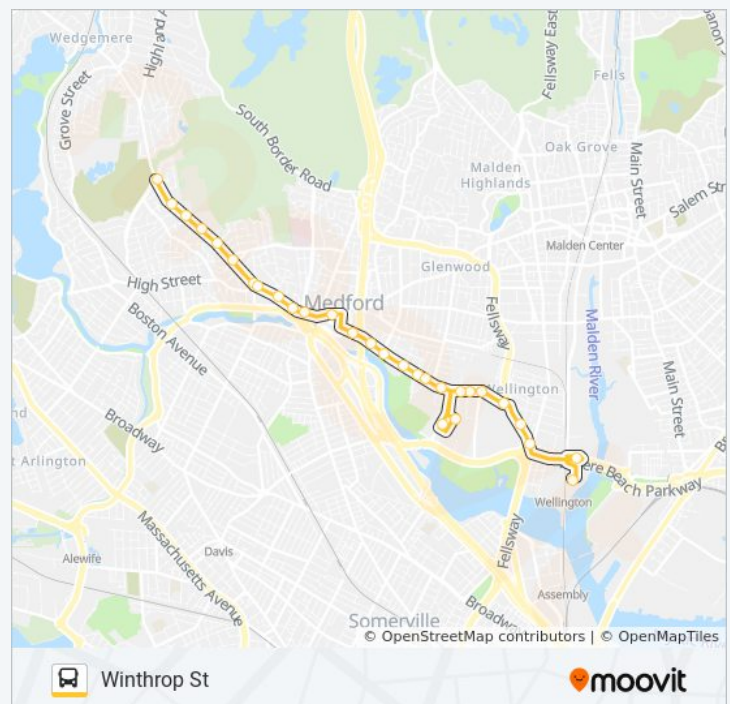 Wedgemere
Highland A
Fellsway East
banon S
Grove Street
Fells
South Border Road
Oak Grove
Main Street
Malden
Highlands
Salem Str
Malden Center
Glenwood
High Street
Medford
Boston Avenue
Fellsway
Malden River
Main Street
Wellington
Broadway
t Arlington
ere Beach Parkway
Wellington
Massachusetts Avenue
Davis
Fellsway
Alewife
Assembly
Somerville
Broadway
© OpenStreetMap contributors | © OpenMapTiles
Winthrop St
moovit